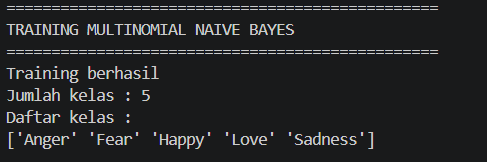 ================================================
TRAINING MULTINOMIAL NAIVE BAYES
================================================
Training berhasil
Jumlah kelas : 5
Daftar kelas :
['Anger' 'Fear' 'Happy' 'Love' 'Sadness']